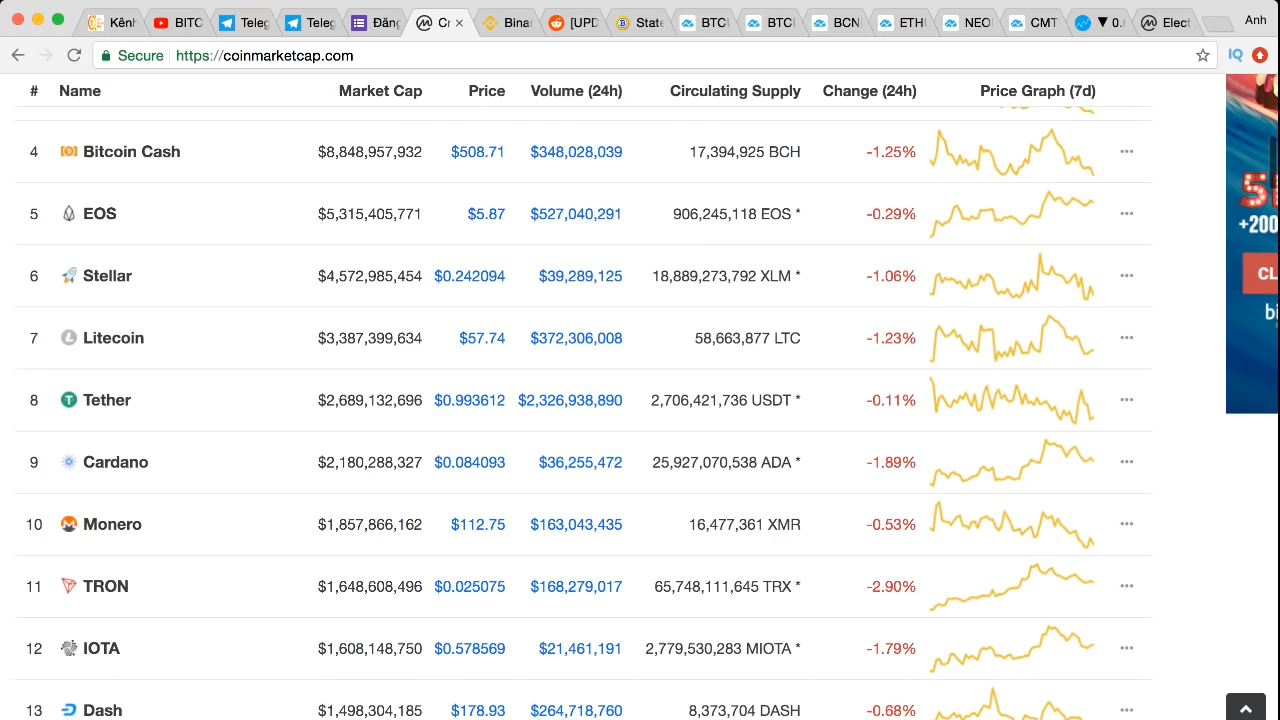 Kênh BITC Teleg Teleg Đăng Cr × Bina [UPD State BTC BTC BCN ETH NEO CMT ▼ 0. Elect Anh
Secure https://coinmarketcap.com IQ
# Name Market Cap Price Volume (24h) Circulating Supply Change (24h) Price Graph (7d)
4 Bitcoin Cash $8,848,957,932 $508.71 $348,028,039 17,394,925 BCH -1.25%
5 EOS $5,315,405,771 $5.87 $527,040,291 906,245,118 EOS * -0.29%
+200
6 Stellar $4,572,985,454 $0.242094 $39,289,125 18,889,273,792 XLM * -1.06%
CL
7 Litecoin $3,387,399,634 $57.74 $372,306,008 58,663,877 LTC -1.23%
8 Tether $2,689,132,696 $0.993612 $2,326,938,890 2,706,421,736 USDT * -0.11%
9 Cardano $2,180,288,327 $0.084093 $36,255,472 25,927,070,538 ADA * -1.89%
10 Monero $1,857,866,162 $112.75 $163,043,435 16,477,361 XMR -0.53%
11 TRON $1,648,608,496 $0.025075 $168,279,017 65,748,111,645 TRX * -2.90%
12 IOTA $1,608,148,750 $0.578569 $21,461,191 2,779,530,283 MIOTA * -1.79%
13 Dash $1,498,304,185 $178.93 $264,718,760 8,373,704 DASH -0.68%